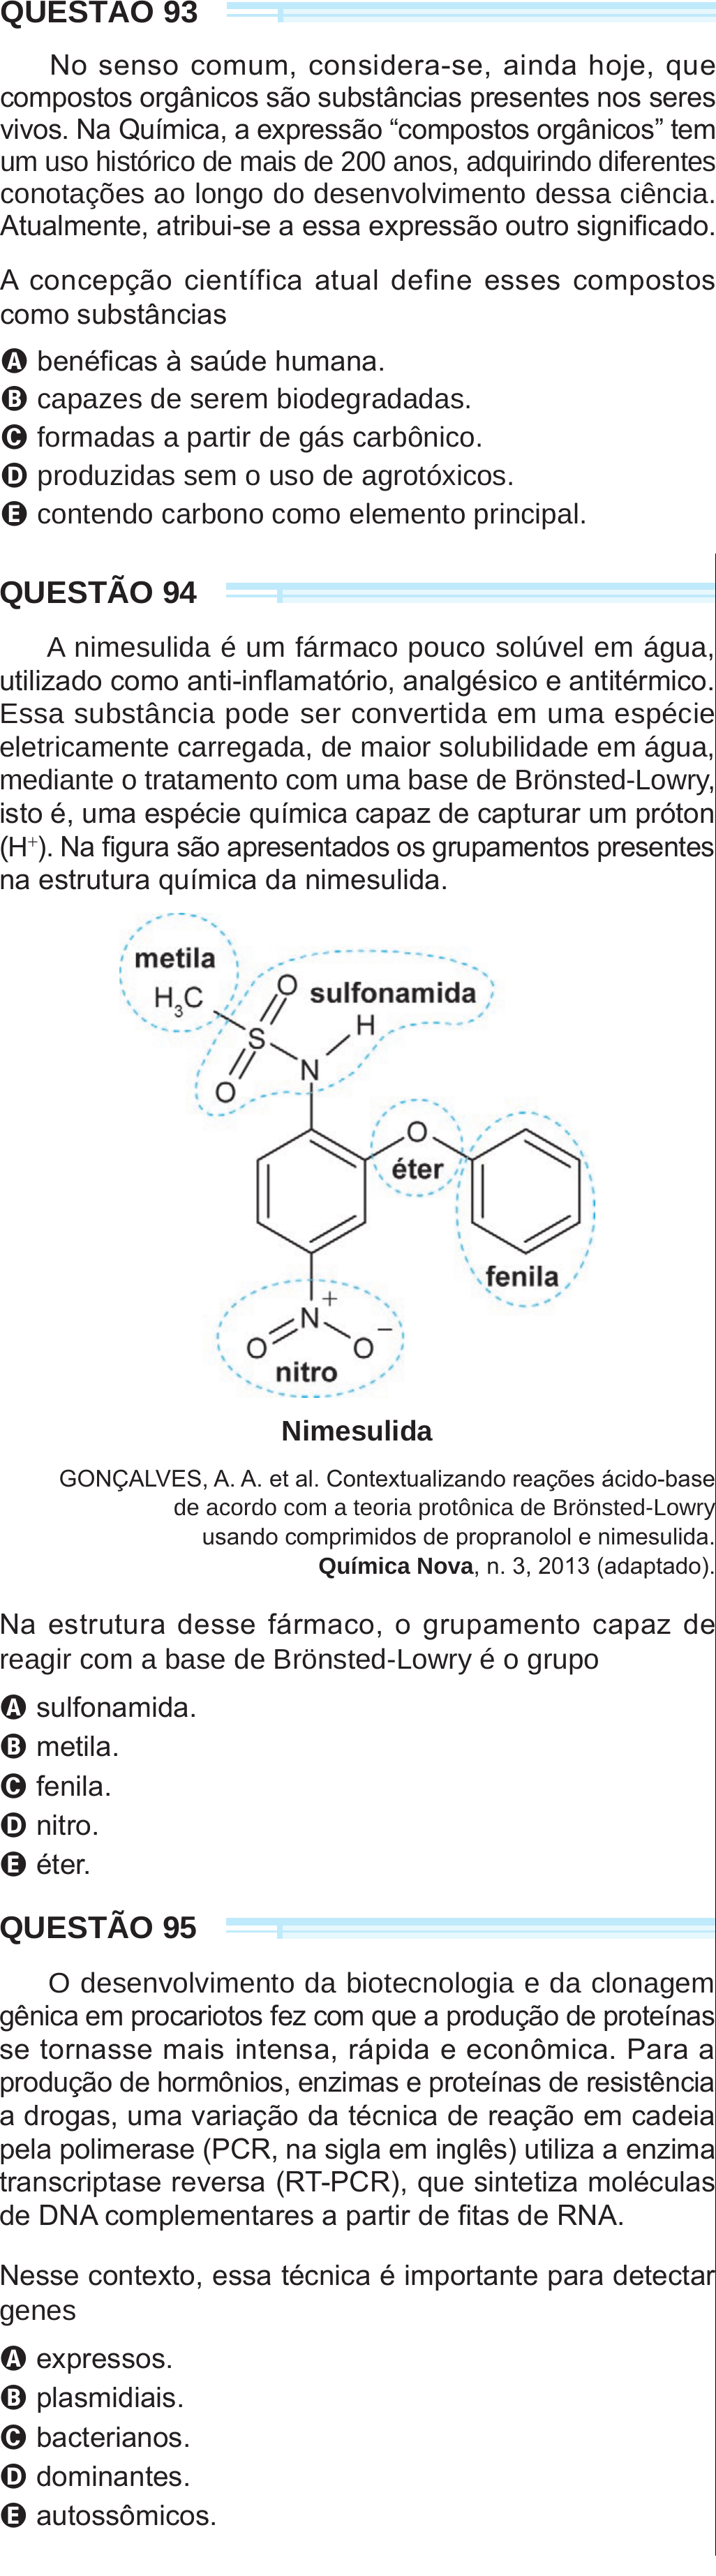 QUESTÃO 93
No senso comum, considera-se, ainda hoje, que
compostos orgânicos são substâncias presentes nos seres
vivos. Na Química, a expressão “compostos orgânicos” tem
um uso histórico de mais de 200 anos, adquirindo diferentes
conotações ao longo do desenvolvimento dessa ciência.
Atualmente, atribui-se a essa expressão outro significado.
A concepção científica atual define esses compostos
como substâncias
A benéficas à saúde humana.
B capazes de serem biodegradadas.
C formadas a partir de gás carbônico.
D produzidas sem o uso de agrotóxicos.
E contendo carbono como elemento principal.
QUESTÃO 94
A nimesulida é um fármaco pouco solúvel em água,
utilizado como anti-inflamatório, analgésico e antitérmico.
Essa substância pode ser convertida em uma espécie
eletricamente carregada, de maior solubilidade em água,
mediante o tratamento com uma base de Brönsted-Lowry,
isto é, uma espécie química capaz de capturar um próton
(H⁺). Na figura são apresentados os grupamentos presentes
na estrutura química da nimesulida.
metila
H₃C
O
sulfonamida
H
S
N
O
O
éter
fenila
N
+
O
O
−
nitro
Nimesulida
GONÇALVES, A. A. et al. Contextualizando reações ácido-base
de acordo com a teoria protônica de Brönsted-Lowry
usando comprimidos de propranolol e nimesulida.
Química Nova, n. 3, 2013 (adaptado).
Na estrutura desse fármaco, o grupamento capaz de
reagir com a base de Brönsted-Lowry é o grupo
A sulfonamida.
B metila.
C fenila.
D nitro.
E éter.
QUESTÃO 95
O desenvolvimento da biotecnologia e da clonagem
gênica em procariotos fez com que a produção de proteínas
se tornasse mais intensa, rápida e econômica. Para a
produção de hormônios, enzimas e proteínas de resistência
a drogas, uma variação da técnica de reação em cadeia
pela polimerase (PCR, na sigla em inglês) utiliza a enzima
transcriptase reversa (RT-PCR), que sintetiza moléculas
de DNA complementares a partir de fitas de RNA.
Nesse contexto, essa técnica é importante para detectar
genes
A expressos.
B plasmidiais.
C bacterianos.
D dominantes.
E autossômicos.